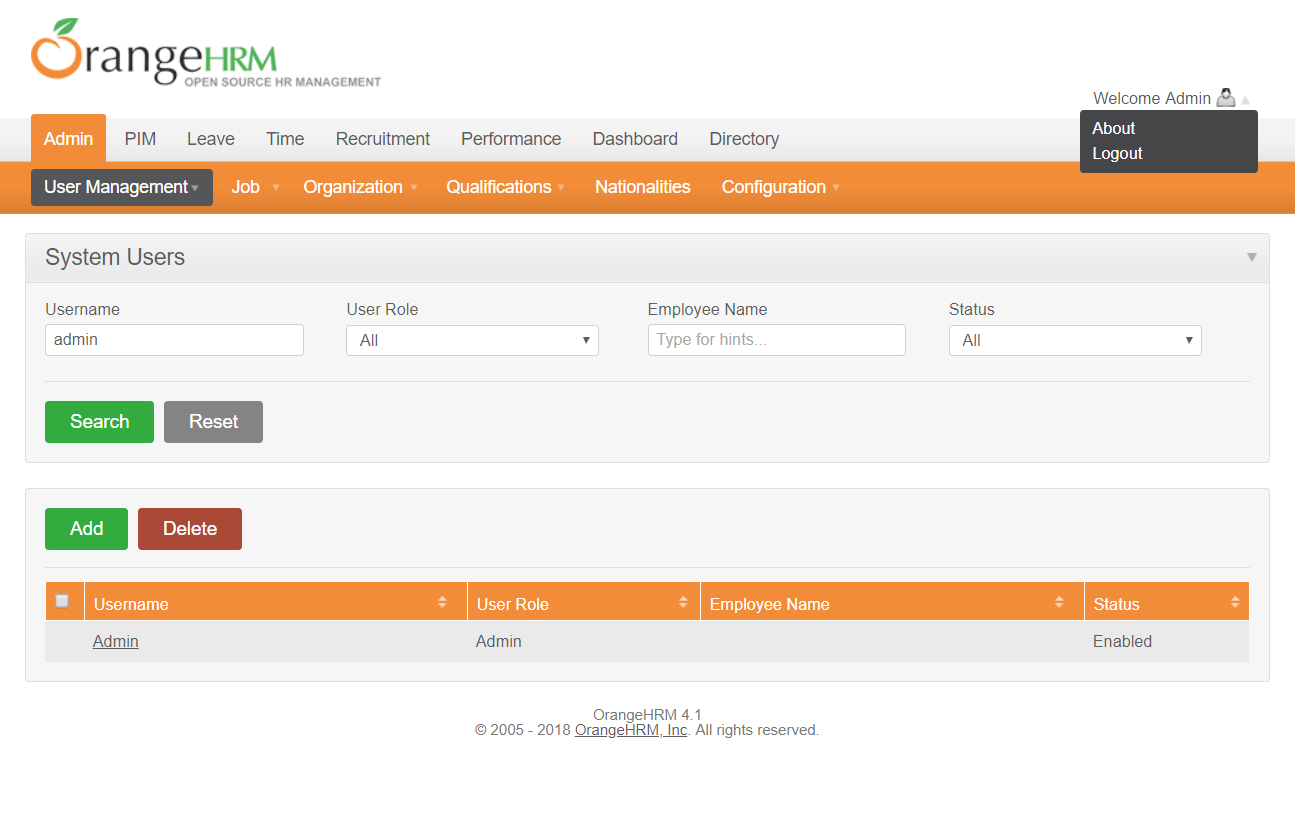 OrangeHRM
OPEN SOURCE HR MANAGEMENT
Welcome Admin
About
Logout
Admin PIM Leave Time Recruitment Performance Dashboard Directory
User Management Job Organization Qualifications Nationalities Configuration
System Users
Username User Role Employee Name Status
admin All Type for hints... All
Search Reset
Add Delete
Username User Role Employee Name Status
Admin Admin Enabled
OrangeHRM 4.1
© 2005 - 2018 OrangeHRM, Inc. All rights reserved.